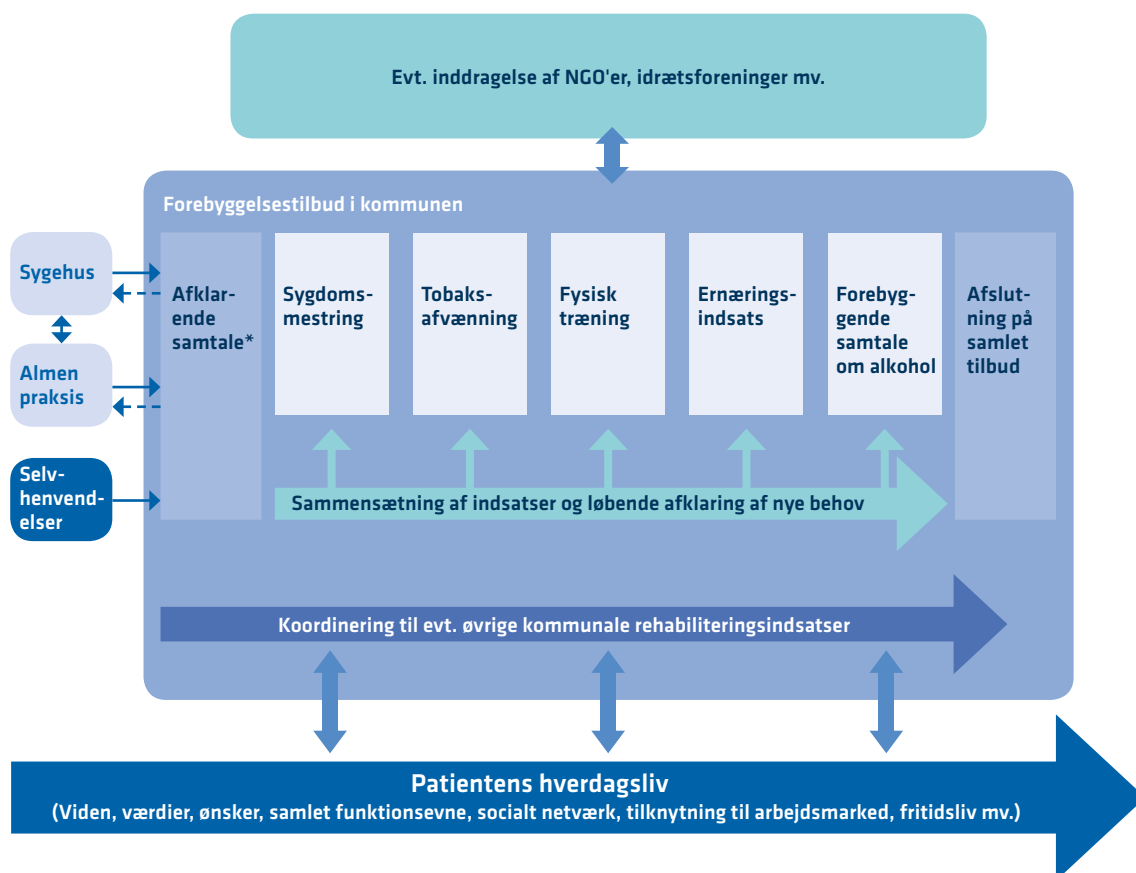 Evt. inddragelse af NGO'er, idrætsforeninger mv.
Forebyggelsestilbud i kommunen
Sygehus
Almen
praksis
Selv-
henvend-
elser
Afklar-
ende
samtale*
Sygdoms-
mestring
Tobaks-
afvænning
Fysisk
træning
Ernærings-
indsats
Forebyg-
gende
samtale
om alkohol
Afslut-
ning på
samlet
tilbud
Sammensætning af indsatser og løbende afklaring af nye behov
Koordinering til evt. øvrige kommunale rehabiliteringsindsatser
Patientens hverdagsliv
(Viden, værdier, ønsker, samlet funktionsevne, socialt netværk, tilknytning til arbejdsmarked, fritidsliv mv.)